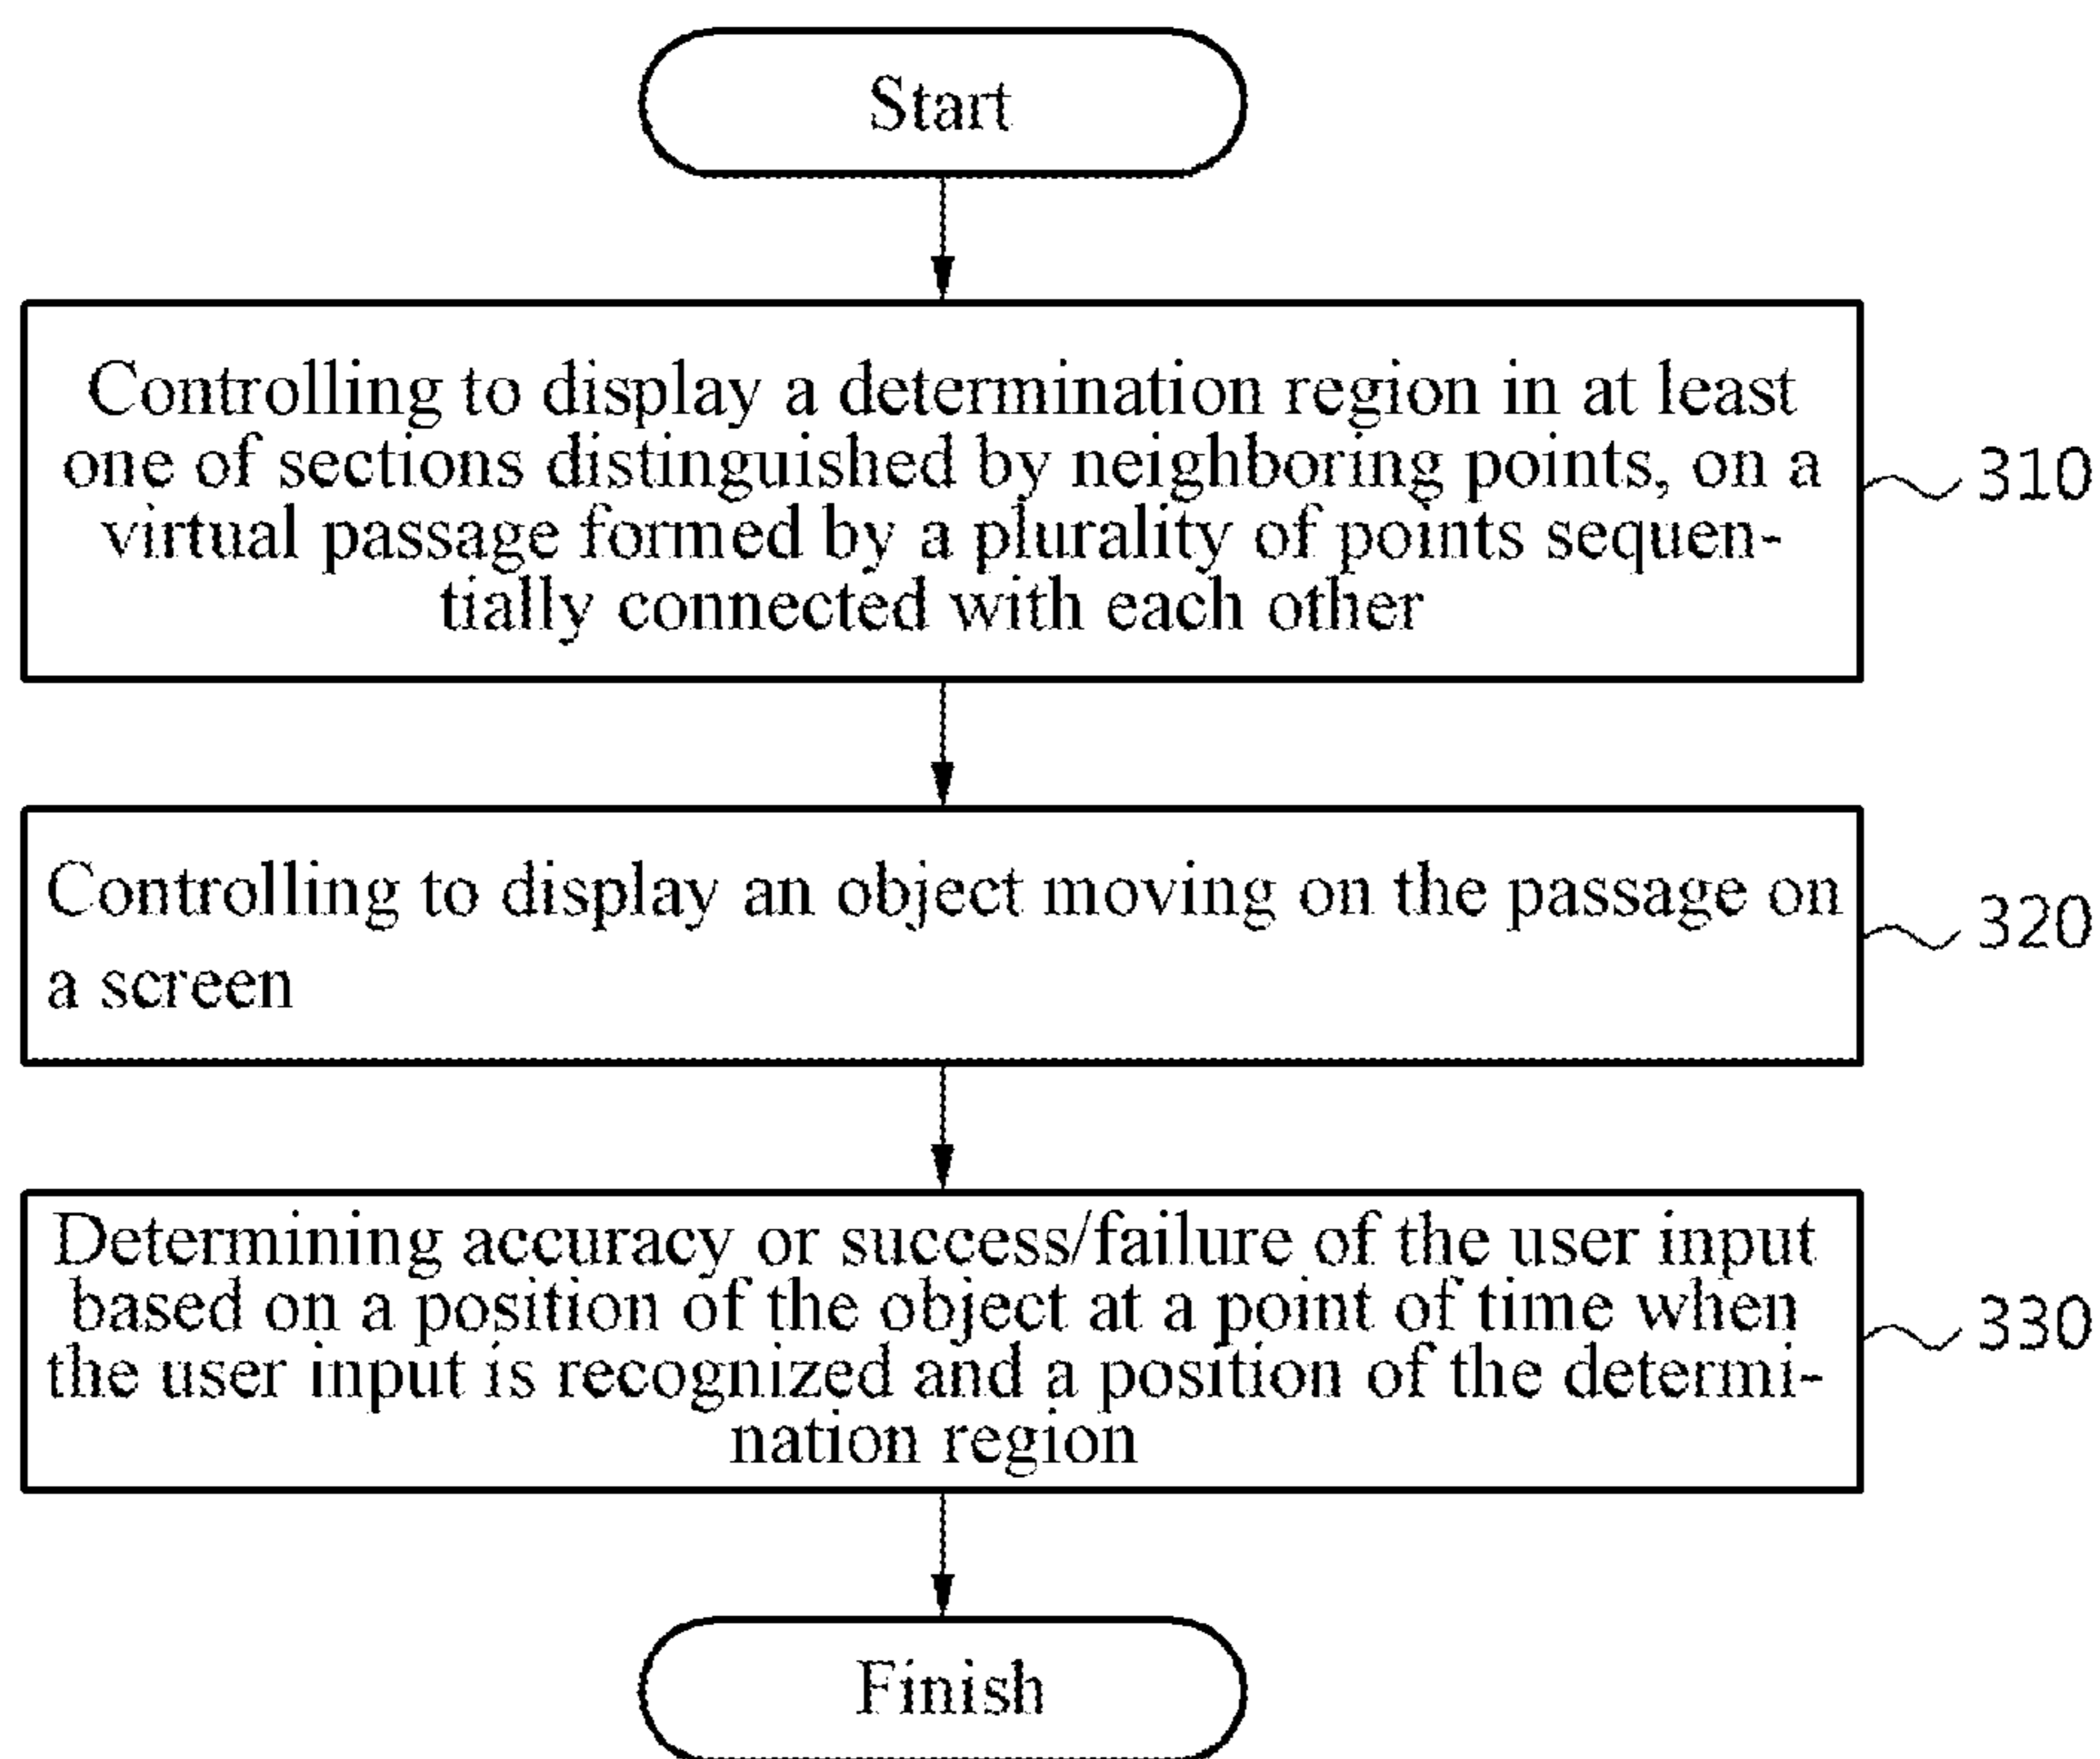 Start
Controlling to display a determination region in at least
one of sections distinguished by neighboring points, on a
virtual passage formed by a plurality of points sequen-
tially connected with each other
310
Controlling to display an object moving on the passage on
a screen
320
Determining accuracy or success/failure of the user input
based on a position of the object at a point of time when
the user input is recognized and a position of the determi-
nation region
330
Finish